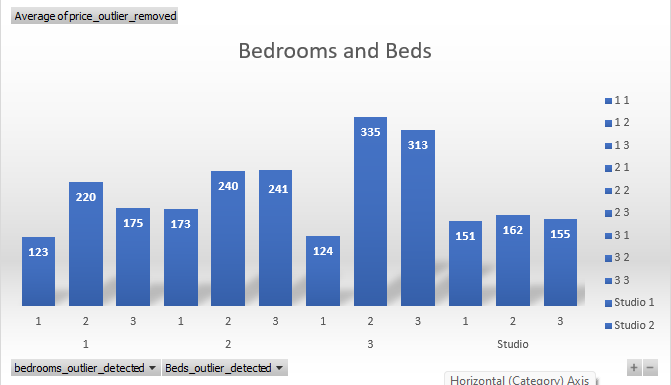 Average of price_outlier_removed
Bedrooms and Beds
123
220
175
173
240
241
124
335
313
151
162
155
1 2 3 1 2 3 1 2 3 1 2 3
1 2 3 Studio
1 1
1 2
1 3
2 1
2 2
2 3
3 1
3 2
3 3
Studio 1
Studio 2
bedrooms_outlier_detected Beds_outlier_detected
Horizontal (Category) Axis